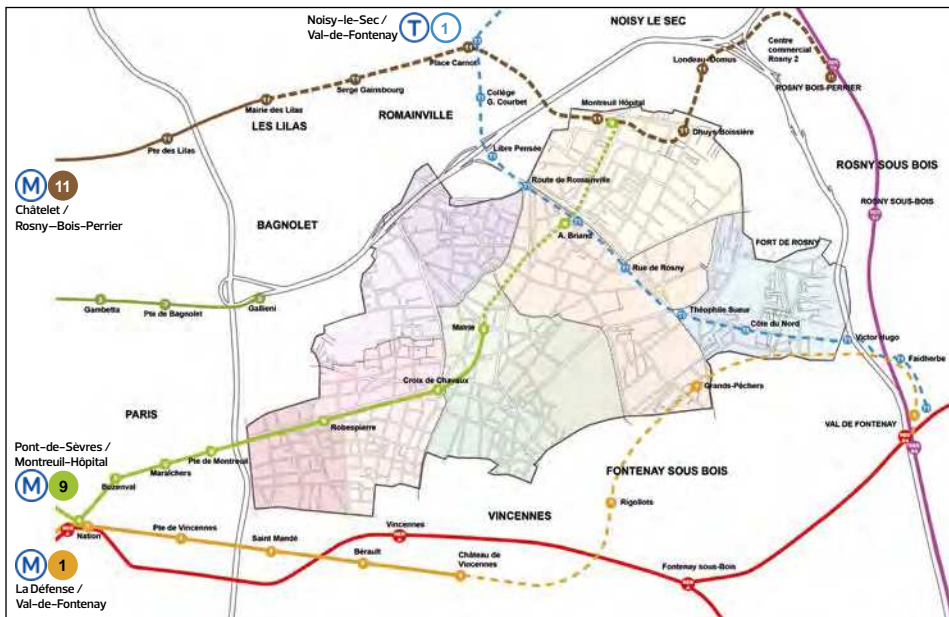 Noisy-le-Sec /
Val-de-Fontenay
T 1
NOISY LE SEC
Place Carnot
Londeau-Domus
Centre
commercial
Rosny 2
ROSNY BOIS-PERRIER
Serge Gainsbourg
Collège
G. Courbet
Montreuil Hôpital
Mairie des Lilas
LES LILAS
ROMAINVILLE
Dhuys-Boissière
Pte des Lilas
Libre Pensée
ROSNY SOUS BOIS
M 11
Châtelet /
Rosny–Bois-Perrier
Route de Romainville
ROSNY SOUS-BOIS
BAGNOLET
A. Briand
FORT DE ROSNY
Rue de Rosny
Gambetta
Pte de Bagnolet
Gallieni
Théophile Sueur
Côte du Nord
Mairie
Victor Hugo
Faidherbe
Croix de Chavaux
Grands-Pêchers
PARIS
Robespierre
VAL DE FONTENAY
Pont-de-Sèvres /
Montreuil-Hôpital
M 9
Pte de Montreuil
Maraîchers
Buzenval
FONTENAY SOUS BOIS
Rigollots
VINCENNES
Nation
Pte de Vincennes
Saint Mandé
Vincennes
Bérault
Château de
Vincennes
Fontenay sous-Bois
M 1
La Défense /
Val-de-Fontenay